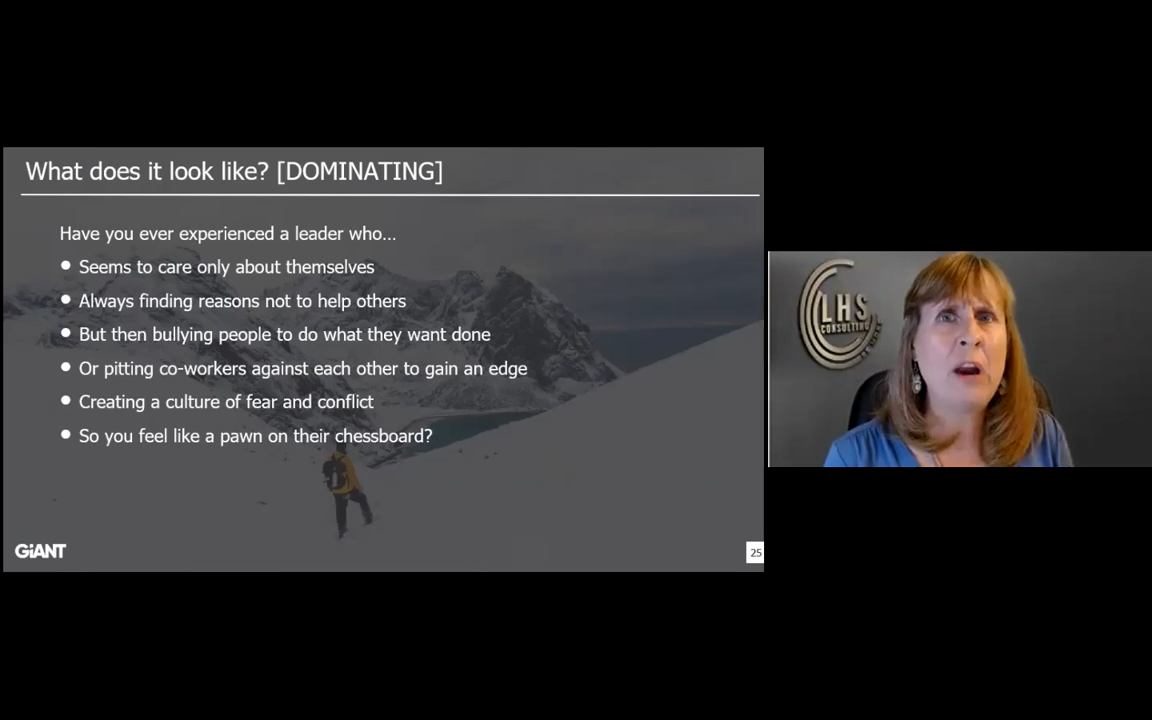 What does it look like? [DOMINATING]
Have you ever experienced a leader who...
● Seems to care only about themselves
● Always finding reasons not to help others
● But then bullying people to do what they want done
● Or pitting co-workers against each other to gain an edge
● Creating a culture of fear and conflict
● So you feel like a pawn on their chessboard?
GiANT
25
LHS
CONSULTING